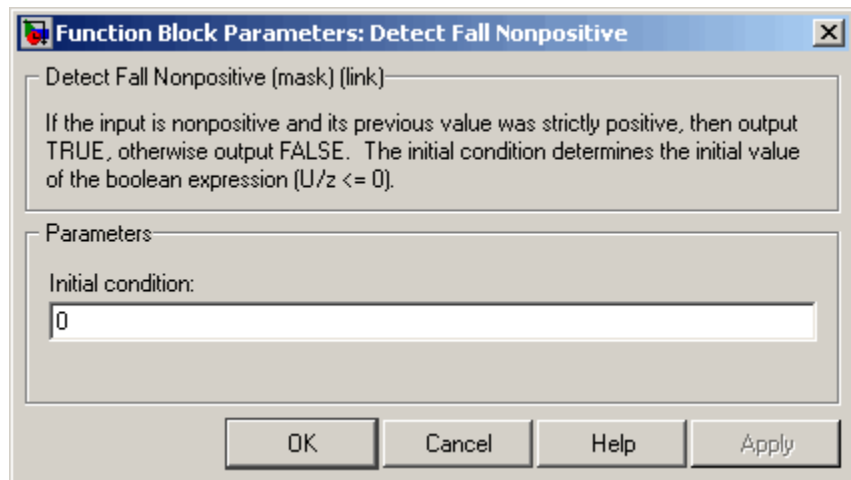 Function Block Parameters: Detect Fall Nonpositive
Detect Fall Nonpositive (mask) (link)
If the input is nonpositive and its previous value was strictly positive, then output
TRUE, otherwise output FALSE.  The initial condition determines the initial value
of the boolean expression (U/z <= 0).
Parameters
Initial condition:
0
OK Cancel Help Apply